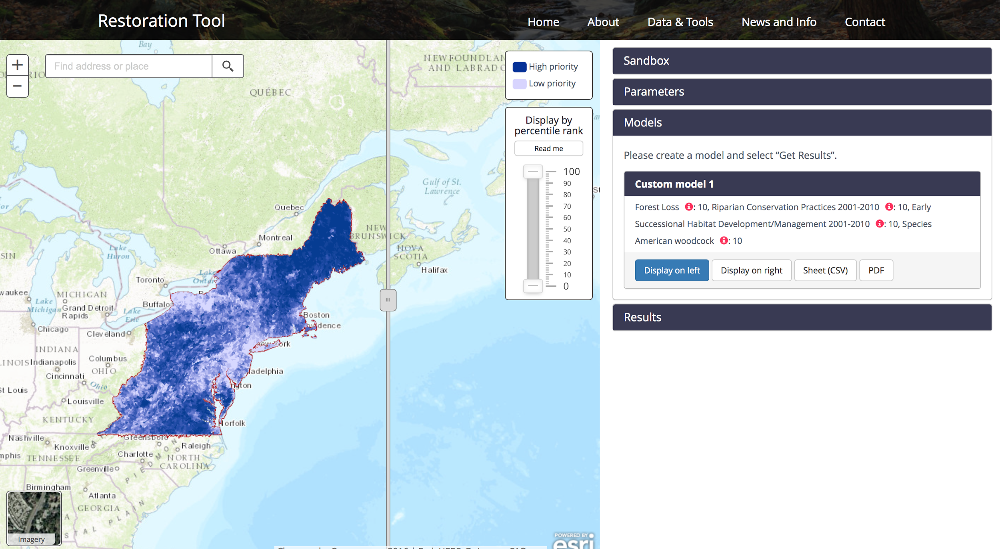 Restoration Tool
Home
About
Data & Tools
News and Info
Contact
Find address or place
+
−
Bay
QUÉBEC
NEWFOUNDLAN
AND LABRADO
High priority
Low priority
Display by
percentile rank
Read me
100
90
80
70
60
50
40
30
20
10
0
Gulf of St.
Lawrence
Quebec
NEW
BRUNSWICK
Montreal
Ottawa
NOVA
SCOTIA
Halifax
Lake
Huron
SIN
Toronto
Lake
Ontar
waukee
MICHIGAN
Lake
Michigan
Grand
Rapids
Detroit
Buffalo
Lake
Erie
Boston
vidence
Chicago
Cleveland
New York
INDIANA
Columbus
LINOIS
Indianapolis
OHIO
Cincinnati
adelphia
Ohio
ngton
St Louis
Louisville
KENTUCKY
Norfolk
Nashville
Greensboro
Knoxville
Raleigh
mphis
TENNESSEE
Charlotte
NORTH
CAROLINA
Greenville
PIEDMON
Birmingham
Atlanta
GEORGIA
STAL PLAIN
Imagery
POWERED BY
esri
Sandbox
Parameters
Models
Please create a model and select “Get Results”.
Custom model 1
Forest Loss : 10, Riparian Conservation Practices 2001-2010 : 10, Early
Successional Habitat Development/Management 2001-2010 : 10, Species
American woodcock : 10
Display on left
Display on right
Sheet (CSV)
PDF
Results